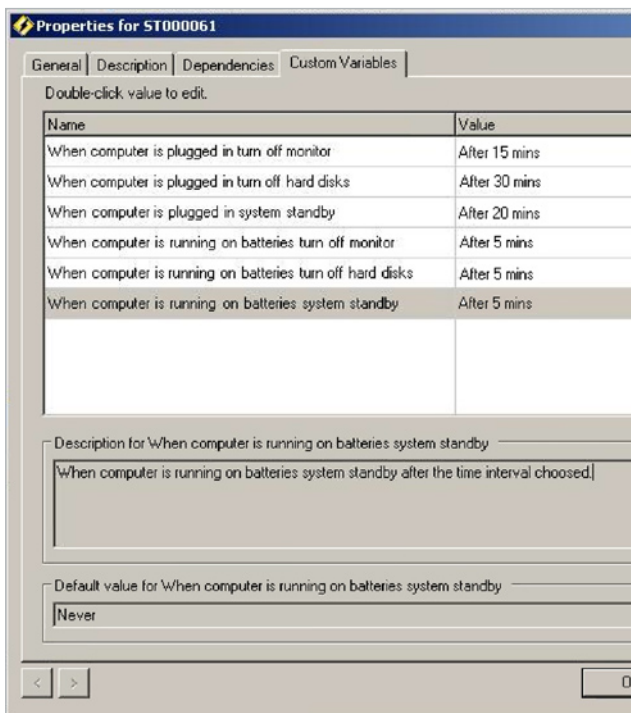 Properties for ST000061
General Description Dependencies Custom Variables
Double-click value to edit.
Name Value
When computer is plugged in turn off monitor After 15 mins
When computer is plugged in turn off hard disks After 30 mins
When computer is plugged in system standby After 20 mins
When computer is running on batteries turn off monitor After 5 mins
When computer is running on batteries turn off hard disks After 5 mins
When computer is running on batteries system standby After 5 mins
Description for When computer is running on batteries system standby
When computer is running on batteries system standby after the time interval choosed.
Default value for When computer is running on batteries system standby
Never
< >